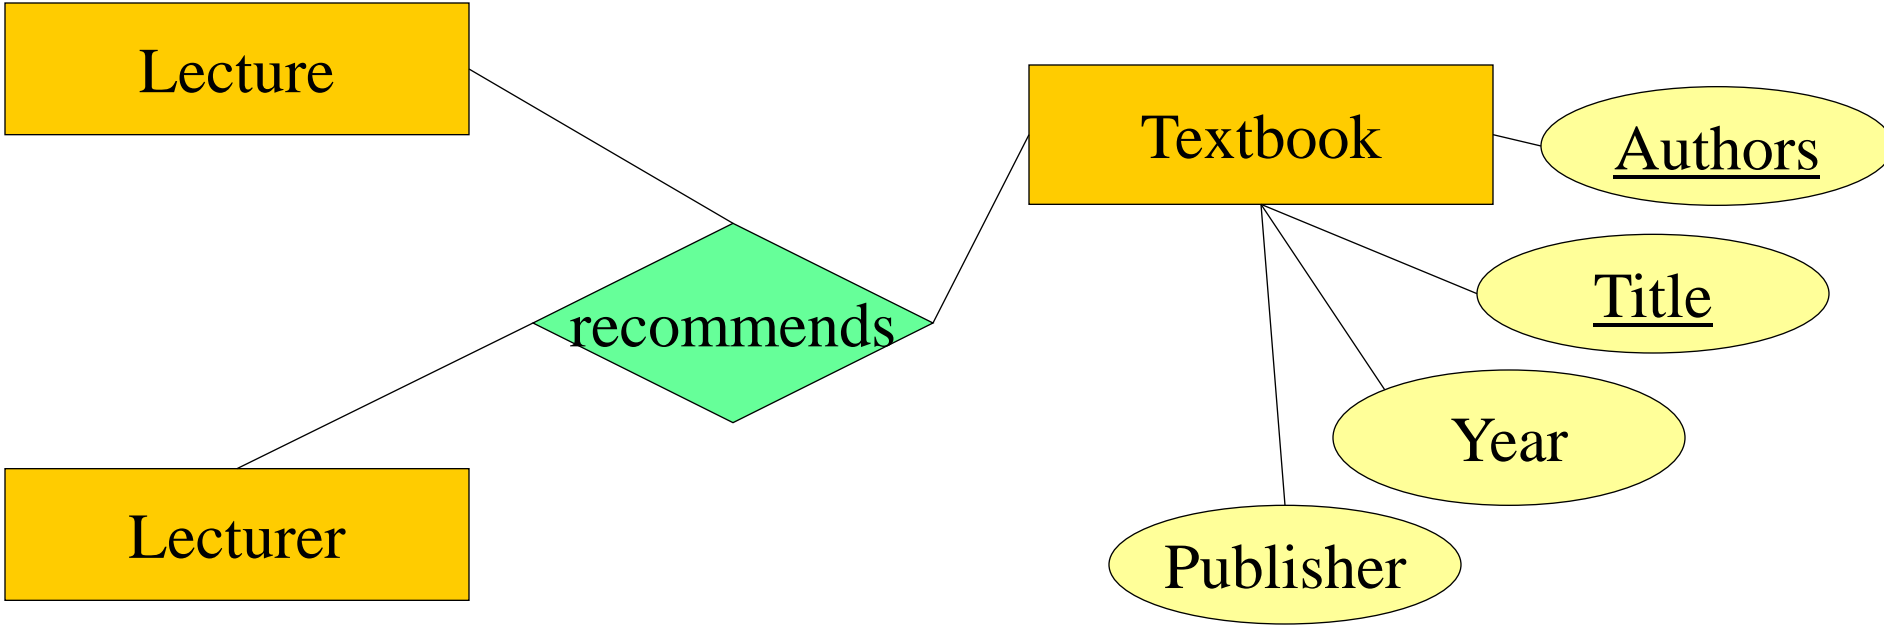 Lecture
Textbook
Authors
Title
recommends
Year
Lecturer
Publisher